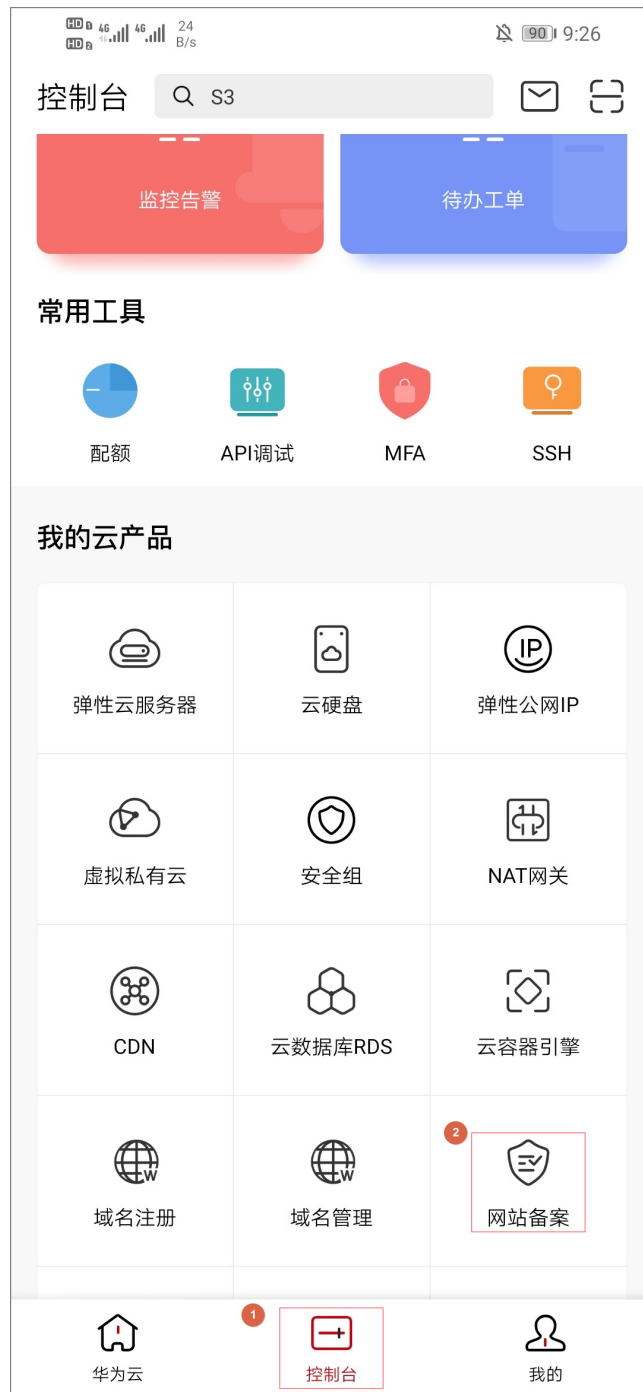 HD 1 4G 4G 24
HD 2 B/s 90 9:26
控制台 S3
监控告警 待办工单
常用工具
配额 API调试 MFA SSH
我的云产品
IP
弹性云服务器 云硬盘 弹性公网IP
虚拟私有云 安全组 NAT网关
CDN 云数据库RDS 云容器引擎
2
W W
域名注册 域名管理 网站备案
1
华为云 控制台 我的